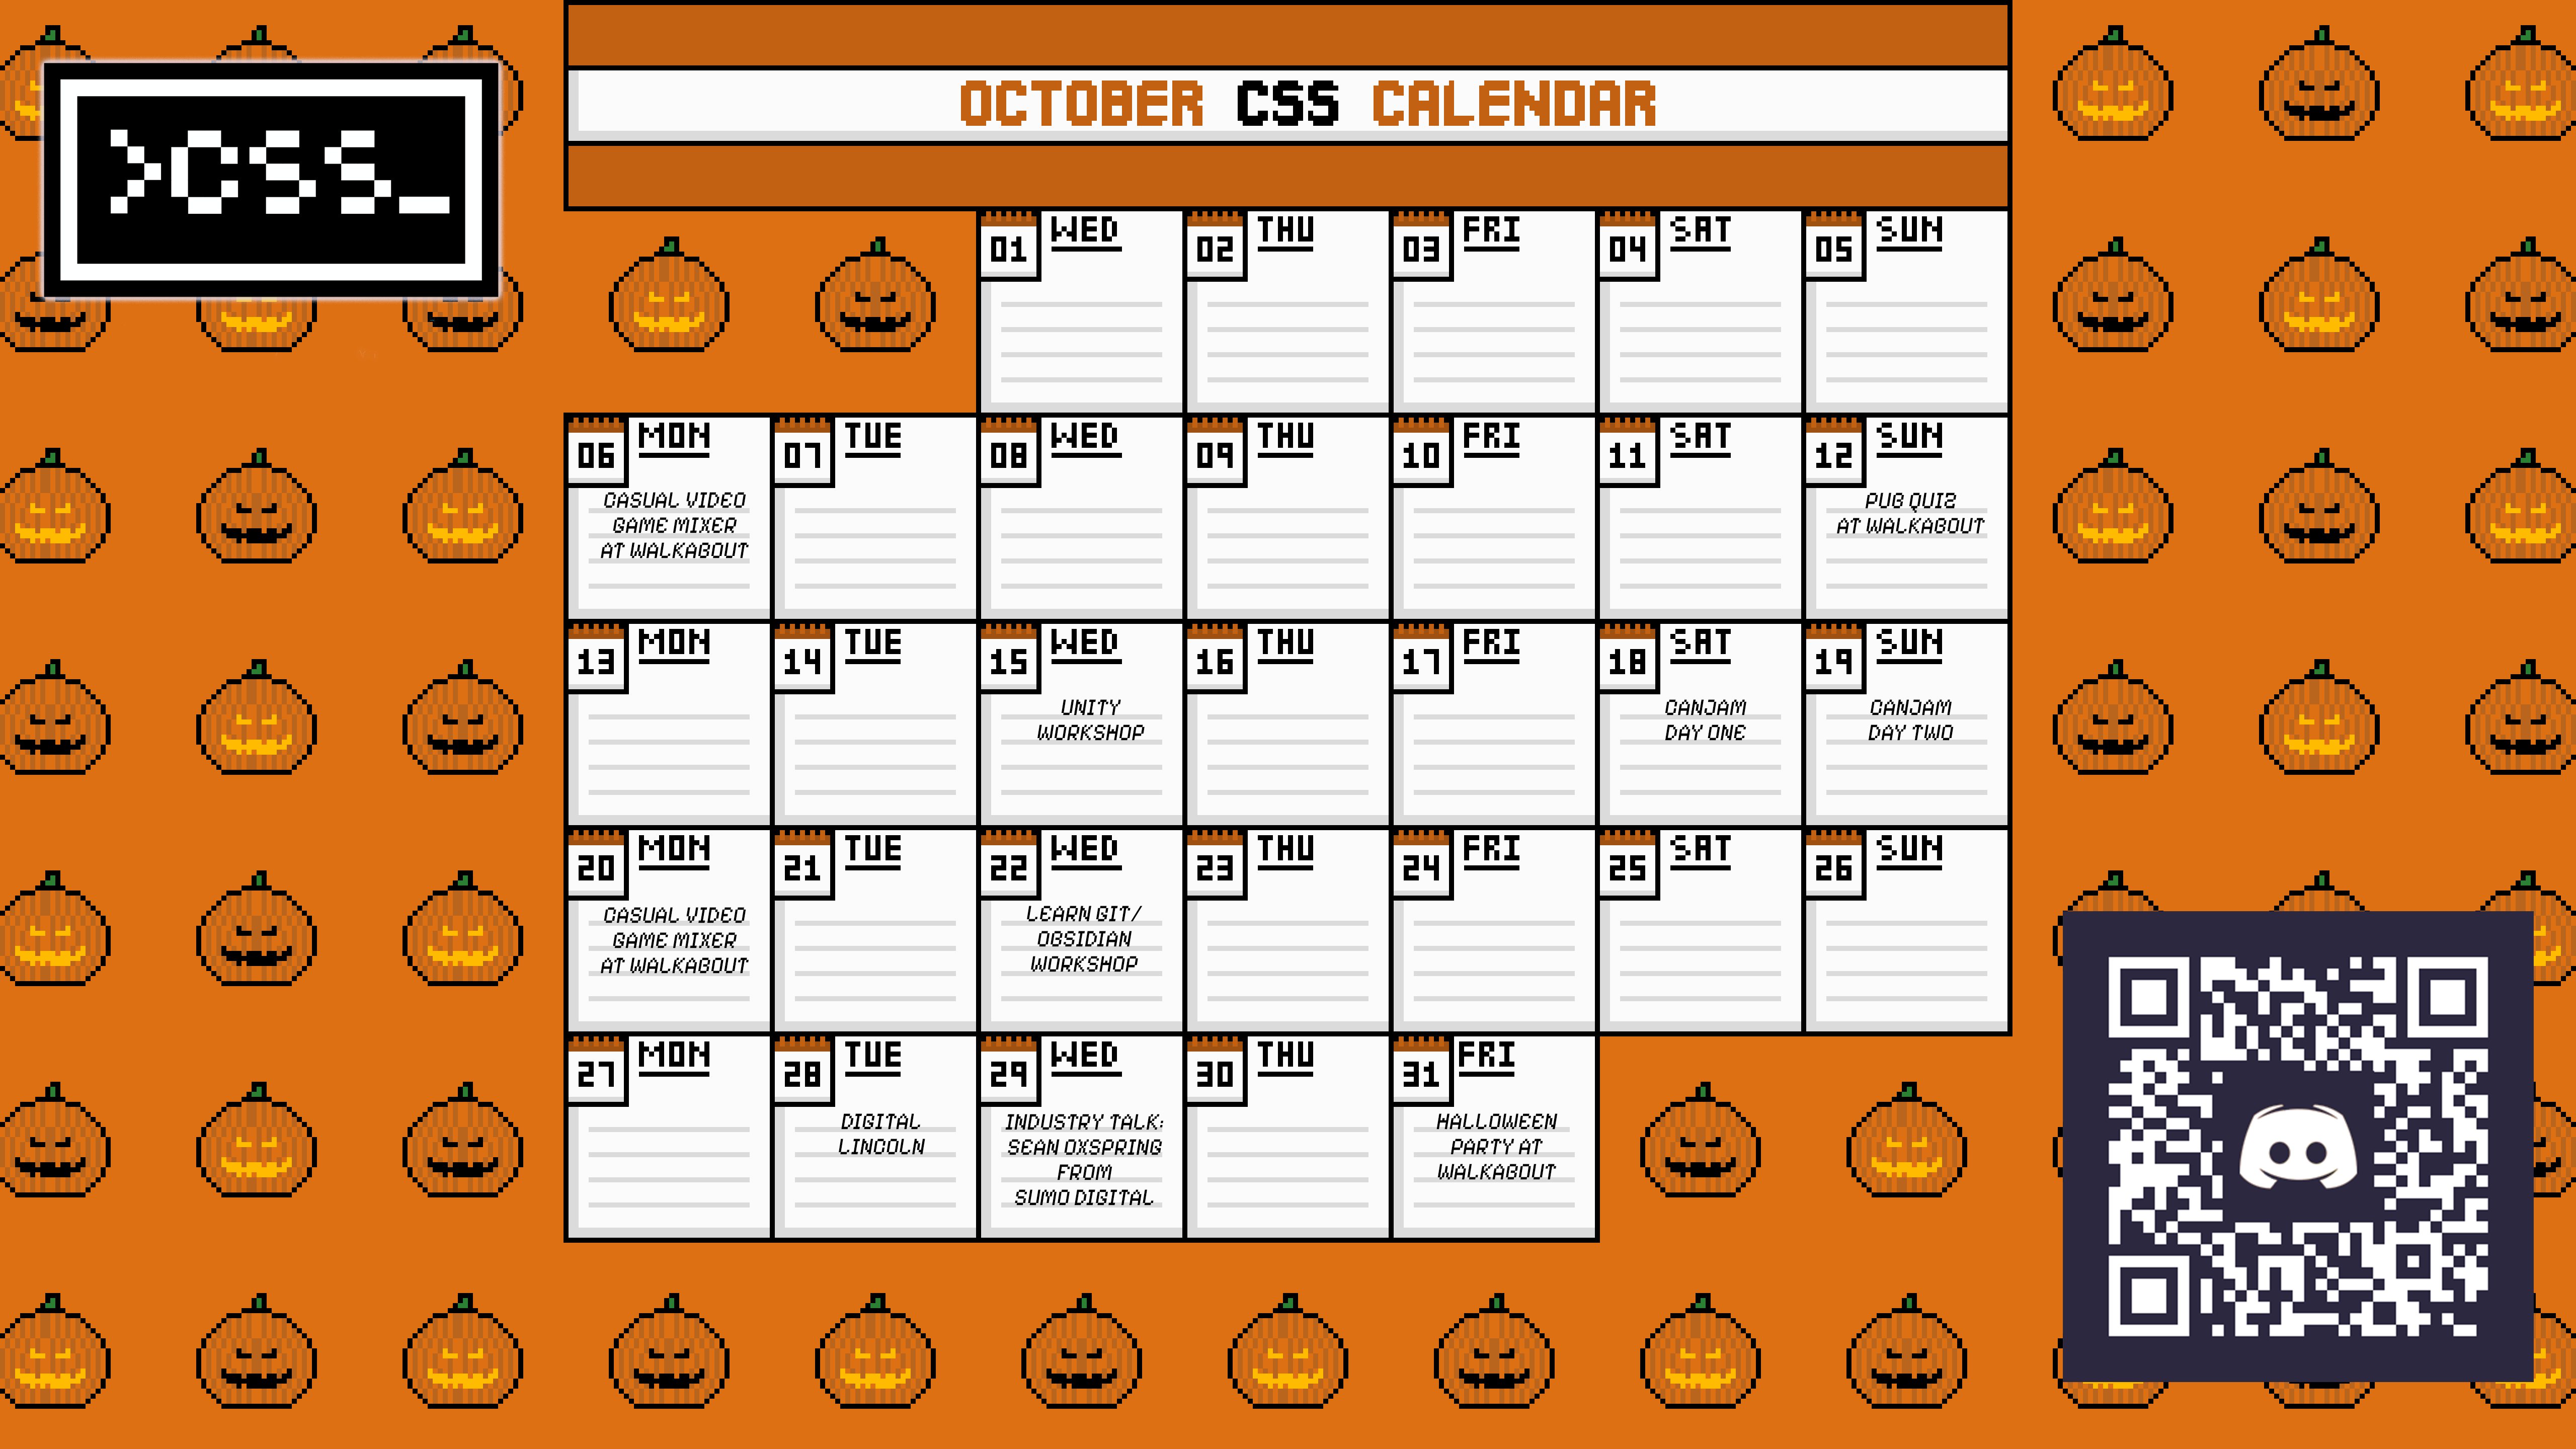 >CSS_
OCTOBER CSS CALENDAR
01 WED
02 THU
03 FRI
04 SAT
05 SUN
06 MON
CASUAL VIDEO
GAME MIXER
AT WALKABOUT
07 TUE
08 WED
09 THU
10 FRI
11 SAT
12 SUN
PUB QUIZ
AT WALKABOUT
13 MON
14 TUE
15 WED
UNITY
WORKSHOP
16 THU
17 FRI
18 SAT
CANJAM
DAY ONE
19 SUN
CANJAM
DAY TWO
20 MON
CASUAL VIDEO
GAME MIXER
AT WALKABOUT
21 TUE
22 WED
LEARN GIT/
OBSIDIAN
WORKSHOP
23 THU
24 FRI
25 SAT
26 SUN
27 MON
28 TUE
DIGITAL
LINCOLN
29 WED
INDUSTRY TALK:
SEAN OXSPRING
FROM
SUMO DIGITAL
30 THU
31 FRI
HALLOWEEN
PARTY AT
WALKABOUT